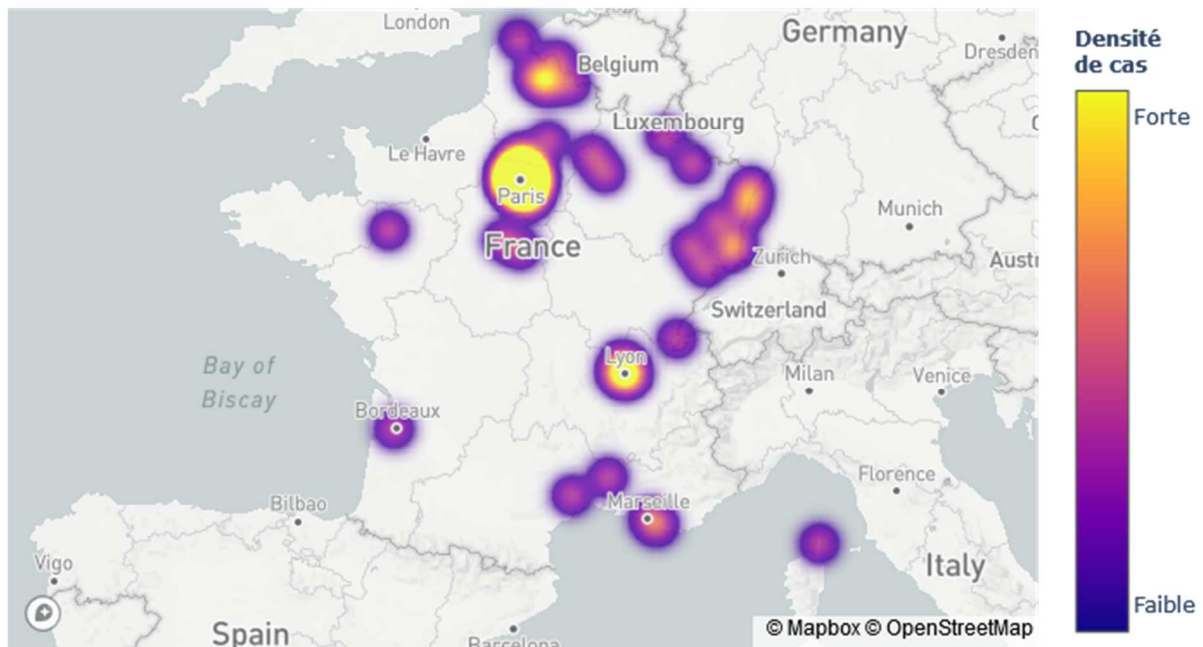 London
Germany
Densité
de cas
Dresden
Belgium
Forte
Luxembourg
Le Havre
Paris
Munich
France
Zurich
Austr
Switzerland
Lyon
Bay of
Biscay
Milan
Venice
Bordeaux
Florence
Bilbao
Marseille
Vigo
Italy
Faible
Spain
Barcelona
© Mapbox © OpenStreetMap